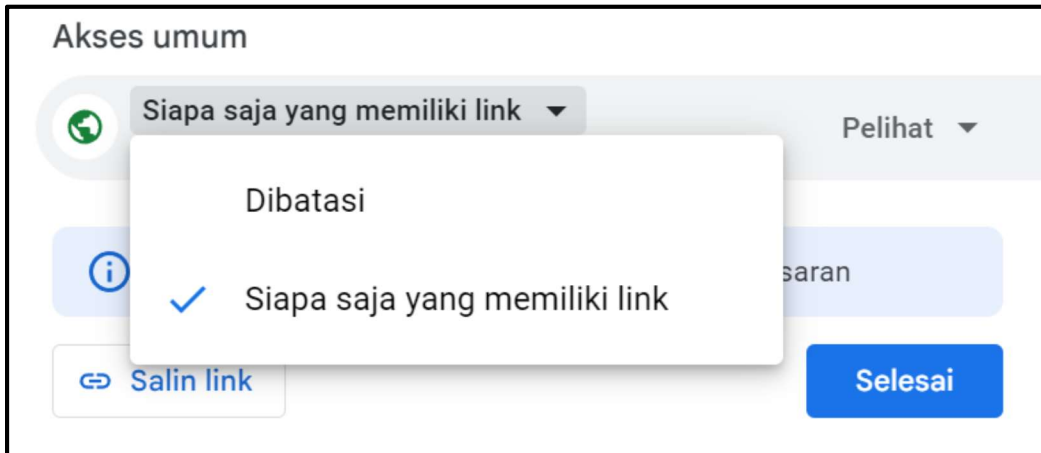 Akses umum
Siapa saja yang memiliki link
Pelihat
Dibatasi
saran
Siapa saja yang memiliki link
Salin link
Selesai